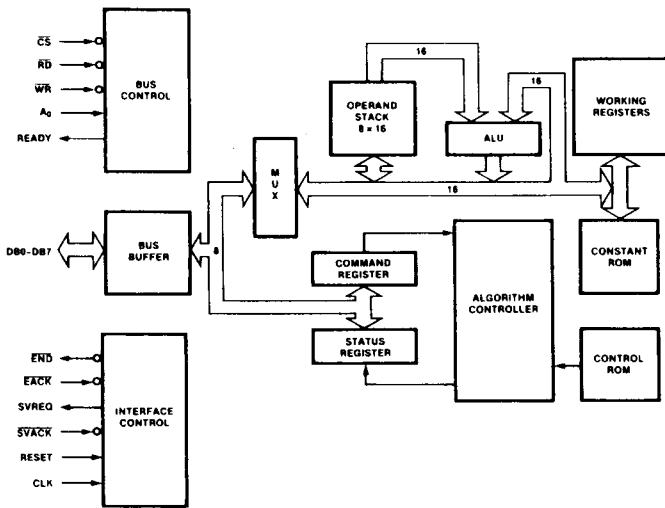 CS
RD
WR
A0
READY
BUS
CONTROL
DB0-DB7
BUS
BUFFER
8
END
EACK
SVREQ
SVACK
RESET
CLK
INTERFACE
CONTROL
MUX
16
OPERAND
STACK
8 × 16
16
ALU
16
WORKING
REGISTERS
CONSTANT
ROM
COMMAND
REGISTER
STATUS
REGISTER
ALGORITHM
CONTROLLER
CONTROL
ROM